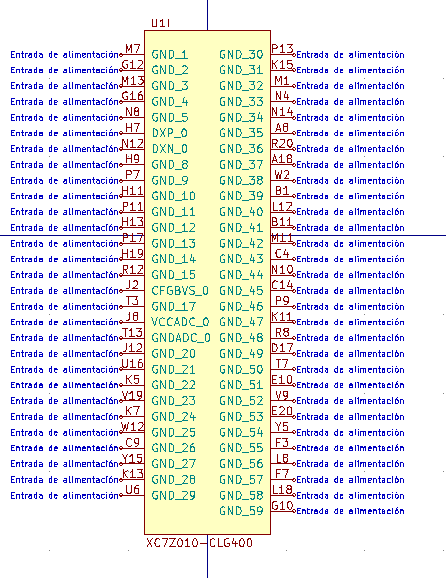 U1I
Entrada de alimentación M7 GND_1 GND_30 P13 Entrada de alimentación
Entrada de alimentación G12 GND_2 GND_31 K15 Entrada de alimentación
Entrada de alimentación M13 GND_3 GND_32 M1 Entrada de alimentación
Entrada de alimentación G16 GND_4 GND_33 N4 Entrada de alimentación
Entrada de alimentación N8 GND_5 GND_34 N14 Entrada de alimentación
Entrada de alimentación H7 DXP_0 GND_35 A8 Entrada de alimentación
Entrada de alimentación N12 DXN_0 GND_36 R20 Entrada de alimentación
Entrada de alimentación H9 GND_8 GND_37 A18 Entrada de alimentación
Entrada de alimentación P7 GND_9 GND_38 W2 Entrada de alimentación
Entrada de alimentación H11 GND_10 GND_39 B1 Entrada de alimentación
Entrada de alimentación P11 GND_11 GND_40 L12 Entrada de alimentación
Entrada de alimentación H13 GND_12 GND_41 B11 Entrada de alimentación
Entrada de alimentación P17 GND_13 GND_42 M11 Entrada de alimentación
Entrada de alimentación H19 GND_14 GND_43 C4 Entrada de alimentación
Entrada de alimentación R12 GND_15 GND_44 N10 Entrada de alimentación
Entrada de alimentación J2 CFGBVS_0 GND_45 C14 Entrada de alimentación
Entrada de alimentación T3 GND_17 GND_46 P9 Entrada de alimentación
Entrada de alimentación J8 VCCADC_0 GND_47 K11 Entrada de alimentación
Entrada de alimentación T13 GNDADC_0 GND_48 R8 Entrada de alimentación
Entrada de alimentación J12 GND_20 GND_49 D17 Entrada de alimentación
Entrada de alimentación U16 GND_21 GND_50 T7 Entrada de alimentación
Entrada de alimentación K5 GND_22 GND_51 E10 Entrada de alimentación
Entrada de alimentación V19 GND_23 GND_52 V9 Entrada de alimentación
Entrada de alimentación K7 GND_24 GND_53 E20 Entrada de alimentación
Entrada de alimentación W12 GND_25 GND_54 Y5 Entrada de alimentación
Entrada de alimentación C9 GND_26 GND_55 F3 Entrada de alimentación
Entrada de alimentación Y15 GND_27 GND_56 L8 Entrada de alimentación
Entrada de alimentación K13 GND_28 GND_57 F7 Entrada de alimentación
Entrada de alimentación U6 GND_29 GND_58 L18 Entrada de alimentación
GND_59 G10 Entrada de alimentación
XC7Z010-CLG400